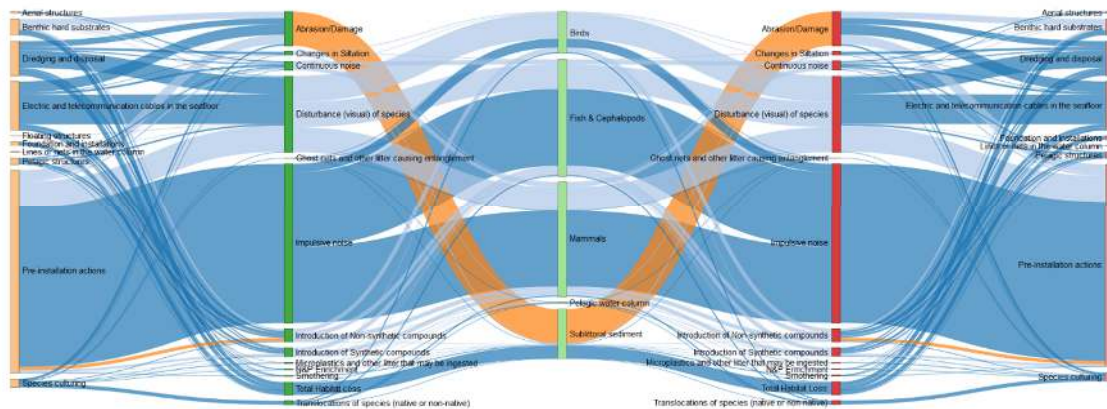 Aerial structures
Benthic hard substrates
Dredging and disposal
Electric and telecommunication cables in the seafloor
Floating structures
Foundation and installations
Lines or nets in the water column
Pelagic structures
Pre-installation actions
Species culturing
Abrasion/Damage
Changes in Siltation
Continuous noise
Disturbance (visual) of species
Ghost nets and other litter causing entanglment
Impulsive noise
Introduction of Non-synthetic compounds
Introduction of Synthetic compounds
Microplastics and other litter that may be ingested
N&P Enrichment
Smothering
Total Habitat Loss
Translocations of species (native or non-native)
Birds
Fish & Cephalopods
Mammals
Pelagic water column
Sublittoral sediment
Abrasion/Damage
Changes in Siltation
Continuous noise
Disturbance (visual) of species
Ghost nets and other litter causing entanglment
Impulsive noise
Introduction of Non-synthetic compounds
Introduction of Synthetic compounds
Microplastics and other litter that may be ingested
N&P Enrichment
Smothering
Total Habitat Loss
Translocations of species (native or non-native)
Aerial structures
Benthic hard substrates
Dredging and disposal
Electric and telecommunication cables in the seafloor
Foundation and installations
Lines or nets in the water column
Pelagic structures
Pre-installation actions
Species culturing